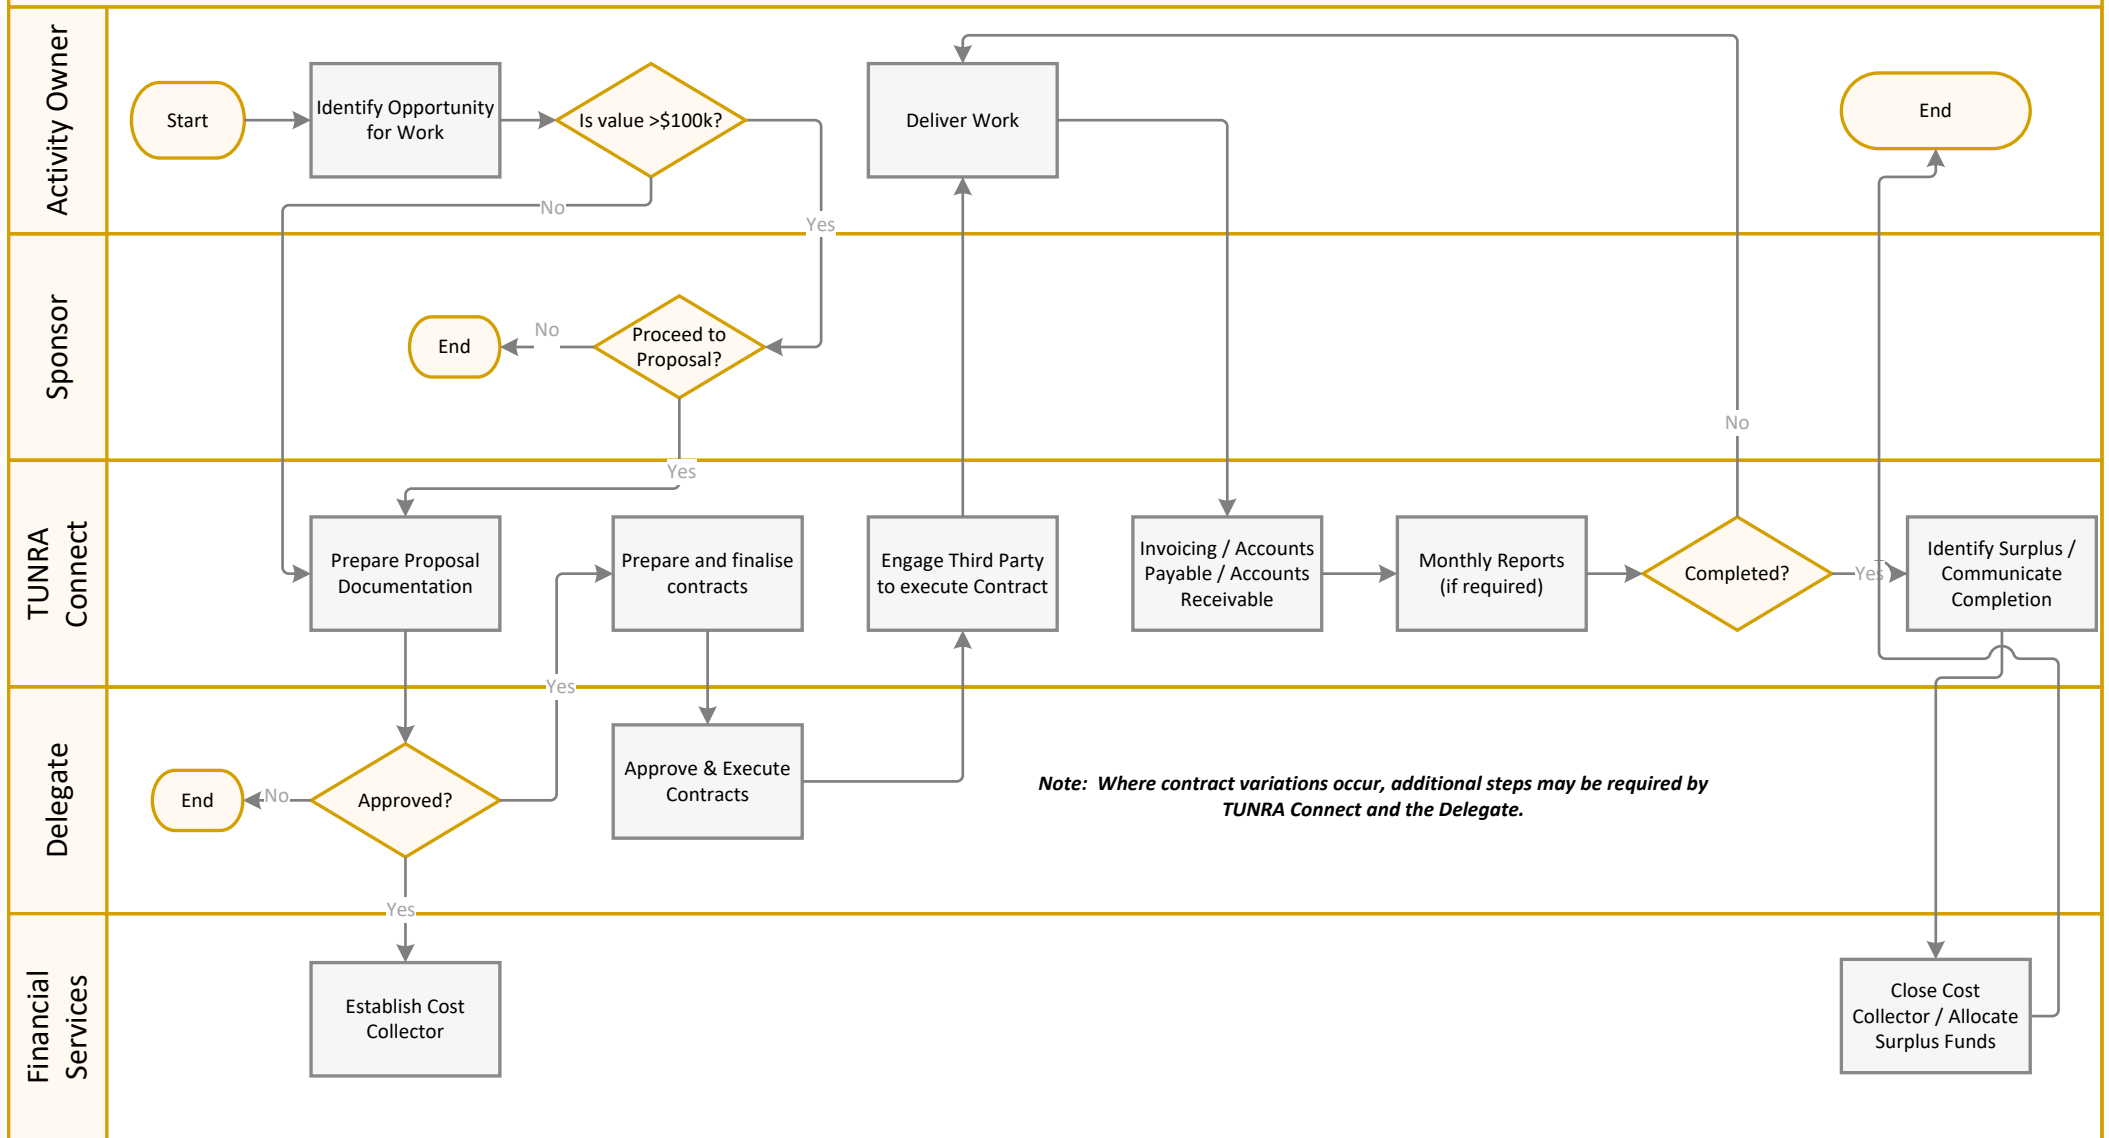 Activity Owner
Start
Identify Opportunity
for Work
Is value >$100k?
No
Yes
Deliver Work
End
Sponsor
End
No
Proceed to
Proposal?
Yes
No
TUNRA
Connect
Prepare Proposal
Documentation
Prepare and finalise
contracts
Engage Third Party
to execute Contract
Invoicing / Accounts
Payable / Accounts
Receivable
Monthly Reports
(if required)
Completed?
Yes
Identify Surplus /
Communicate
Completion
Delegate
End
No
Approved?
Yes
Yes
Approve & Execute
Contracts
Note:  Where contract variations occur, additional steps may be required by
TUNRA Connect and the Delegate.
Financial
Services
Establish Cost
Collector
Close Cost
Collector / Allocate
Surplus Funds